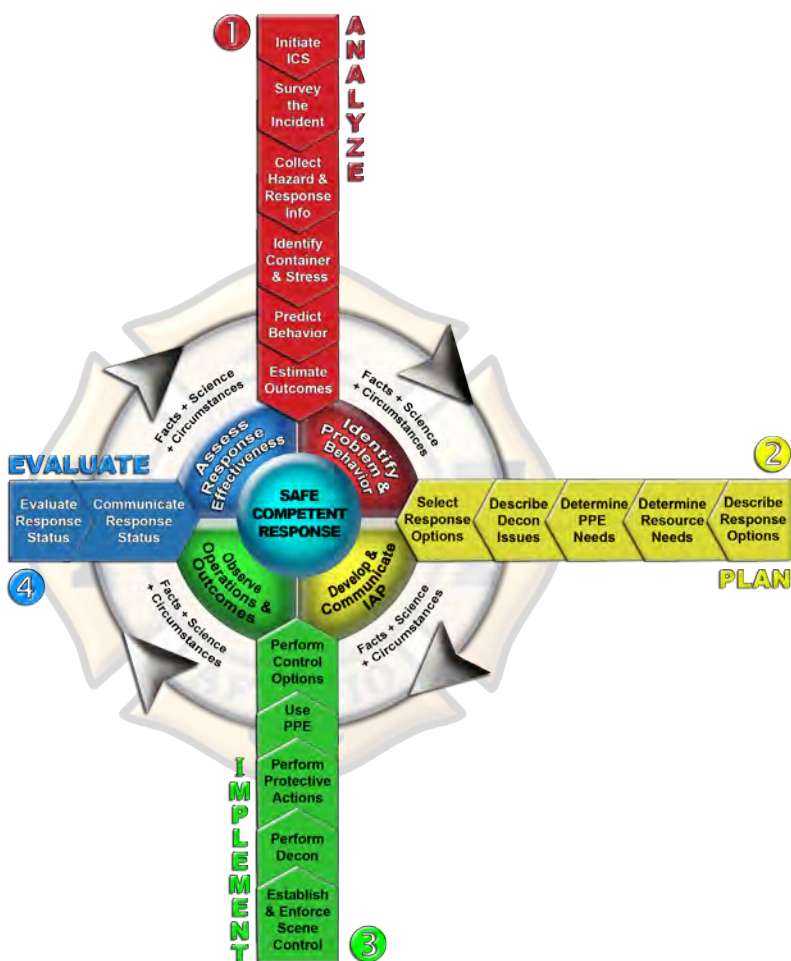 1
ANALYZE
Initiate
ICS
Survey
the
Incident
Collect
Hazard &
Response
Info
Identify
Container
& Stress
Predict
Behavior
Estimate
Outcomes
Facts + Science
+ Circumstances
Facts + Science
+ Circumstances
Assess
Response
Effectiveness
Identify
Problem &
Behavior
SAFE
COMPETENT
RESPONSE
2
PLAN
Select
Response
Options
Describe
Decon
Issues
Determine
PPE
Needs
Determine
Resource
Needs
Describe
Response
Options
EVALUATE
4
Evaluate
Response
Status
Communicate
Response
Status
Observe
Operations &
Outcomes
Develop &
Communicate
IAP
Facts + Science
+ Circumstances
Facts + Science
+ Circumstances
Perform
Control
Options
Use
PPE
Perform
Protective
Actions
Perform
Decon
Establish
& Enforce
Scene
Control
IMPLEMENT
3